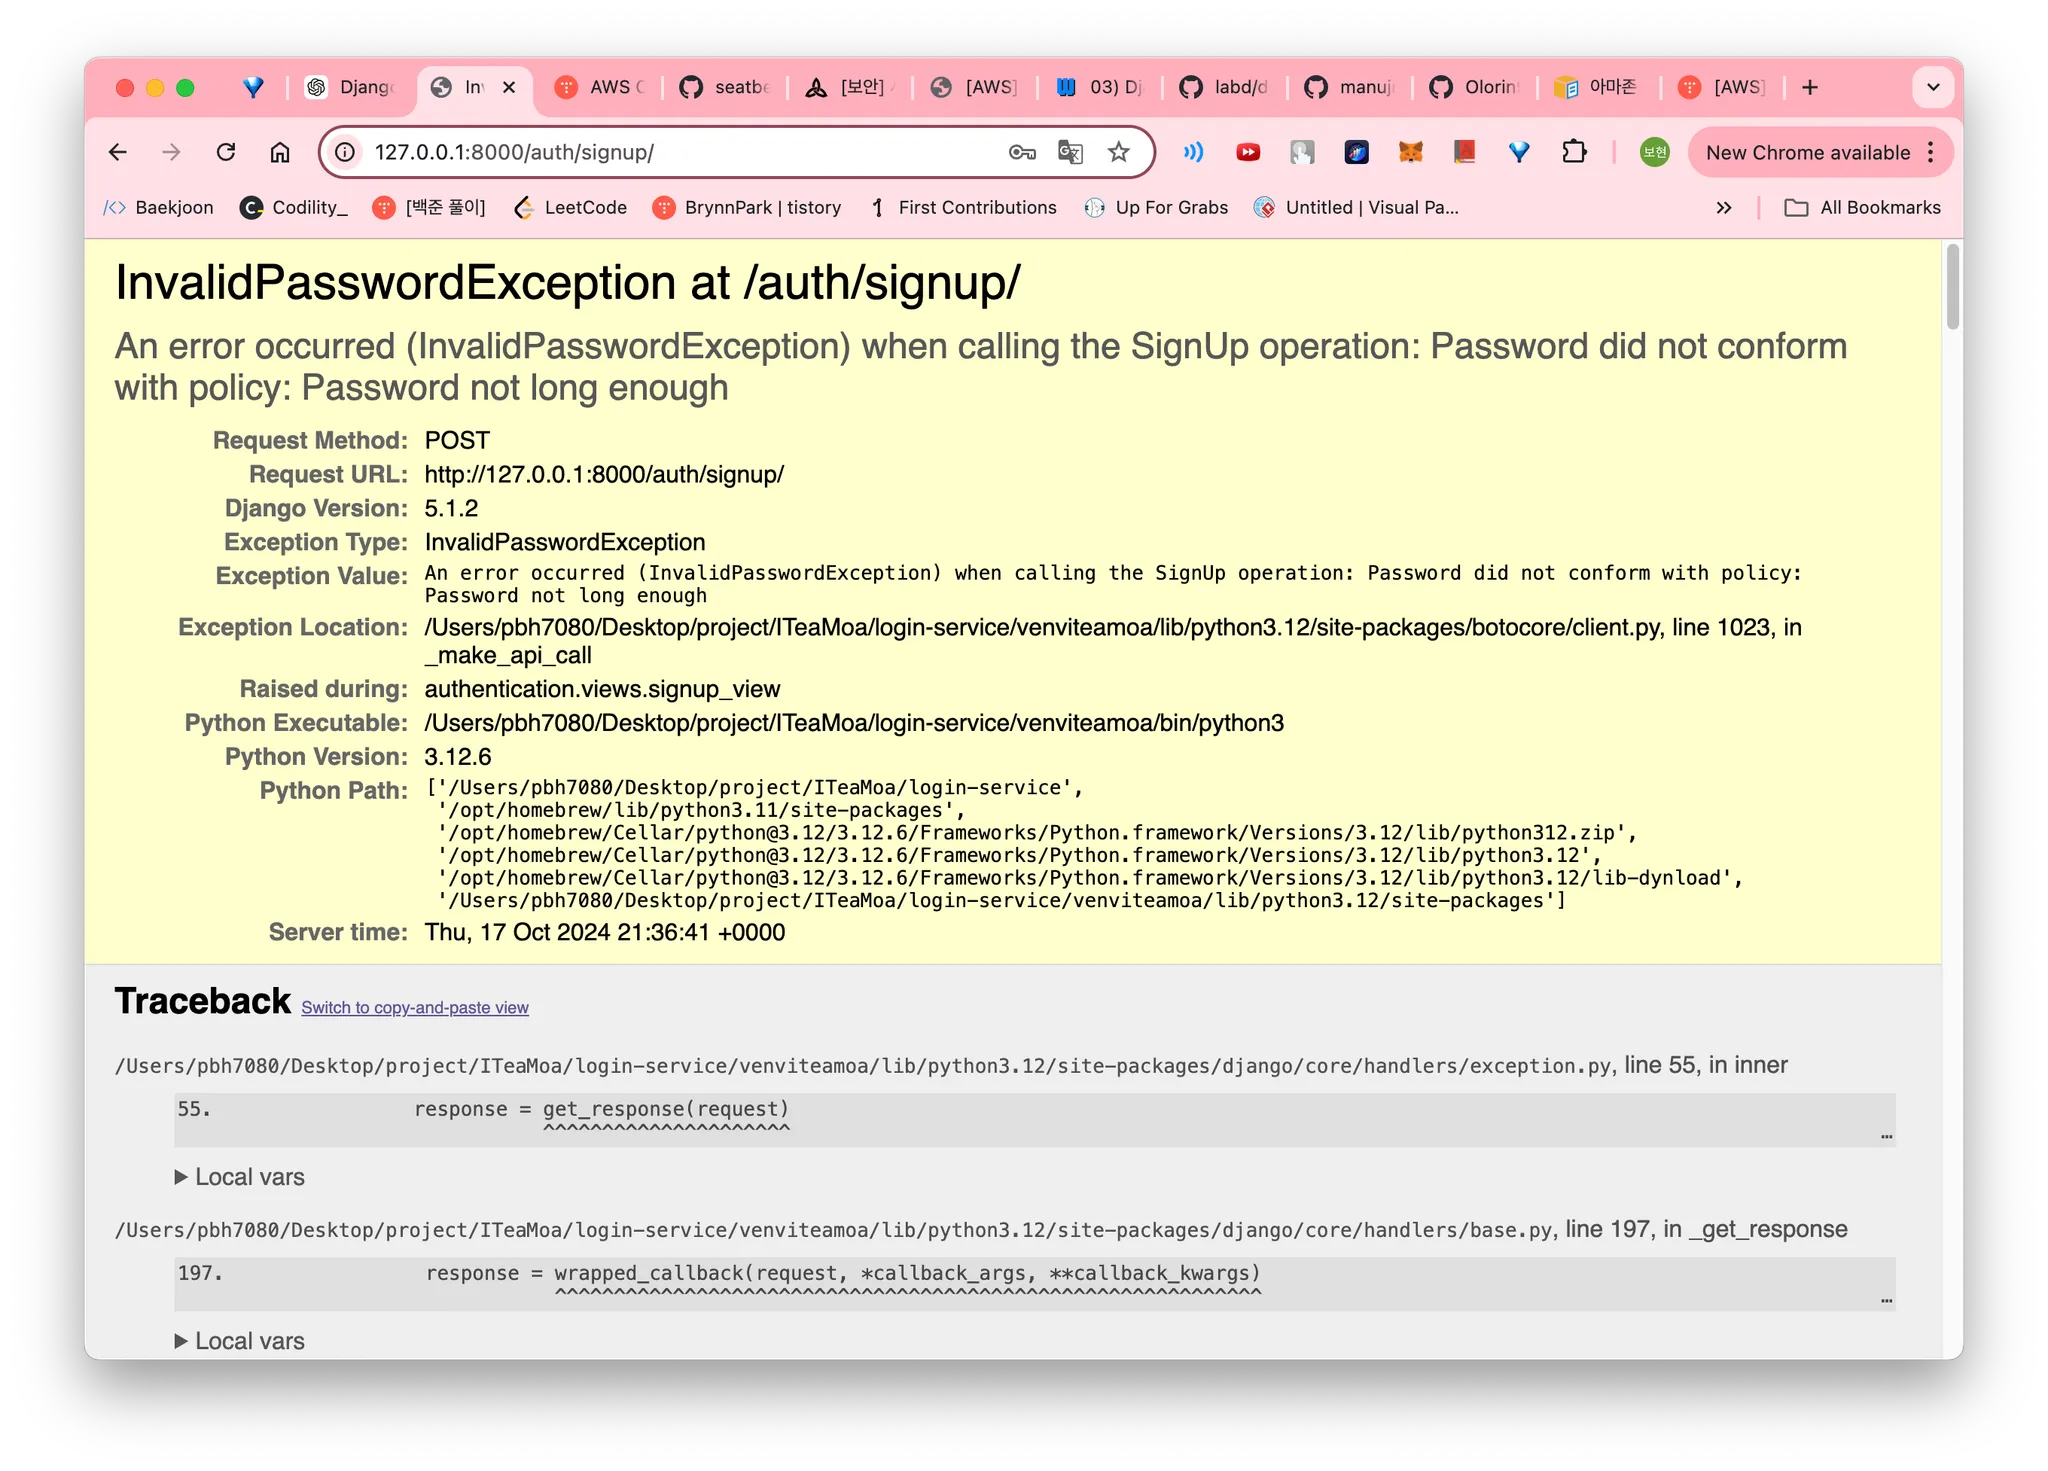 Djang
In
AWS C
seatbe
[보안]
[AWS]
03) Dj
labd/d
manuj
Olorin
아마존
[AWS]
127.0.0.1:8000/auth/signup/
보현
New Chrome available
Baekjoon
Codility_
[백준 풀이]
LeetCode
BrynnPark | tistory
First Contributions
Up For Grabs
Untitled | Visual Pa...
All Bookmarks
InvalidPasswordException at /auth/signup/
An error occurred (InvalidPasswordException) when calling the SignUp operation: Password did not conform
with policy: Password not long enough
Request Method: POST
Request URL: http://127.0.0.1:8000/auth/signup/
Django Version: 5.1.2
Exception Type: InvalidPasswordException
Exception Value: An error occurred (InvalidPasswordException) when calling the SignUp operation: Password did not conform with policy:
Password not long enough
Exception Location: /Users/pbh7080/Desktop/project/ITeaMoa/login-service/venviteamoa/lib/python3.12/site-packages/botocore/client.py, line 1023, in
_make_api_call
Raised during: authentication.views.signup_view
Python Executable: /Users/pbh7080/Desktop/project/ITeaMoa/login-service/venviteamoa/bin/python3
Python Version: 3.12.6
Python Path: ['/Users/pbh7080/Desktop/project/ITeaMoa/login-service',
'/opt/homebrew/lib/python3.11/site-packages',
'/opt/homebrew/Cellar/python@3.12/3.12.6/Frameworks/Python.framework/Versions/3.12/lib/python312.zip',
'/opt/homebrew/Cellar/python@3.12/3.12.6/Frameworks/Python.framework/Versions/3.12/lib/python3.12',
'/opt/homebrew/Cellar/python@3.12/3.12.6/Frameworks/Python.framework/Versions/3.12/lib/python3.12/lib-dynload',
'/Users/pbh7080/Desktop/project/ITeaMoa/login-service/venviteamoa/lib/python3.12/site-packages']
Server time: Thu, 17 Oct 2024 21:36:41 +0000
Traceback Switch to copy-and-paste view
/Users/pbh7080/Desktop/project/ITeaMoa/login-service/venviteamoa/lib/python3.12/site-packages/django/core/handlers/exception.py, line 55, in inner
55. response = get_response(request)
^^^^^^^^^^^^^^^^^^^^^
…
Local vars
/Users/pbh7080/Desktop/project/ITeaMoa/login-service/venviteamoa/lib/python3.12/site-packages/django/core/handlers/base.py, line 197, in _get_response
197. response = wrapped_callback(request, *callback_args, **callback_kwargs)
^^^^^^^^^^^^^^^^^^^^^^^^^^^^^^^^^^^^^^^^^^^^^^^^^^^^^^^^^^^^
…
Local vars